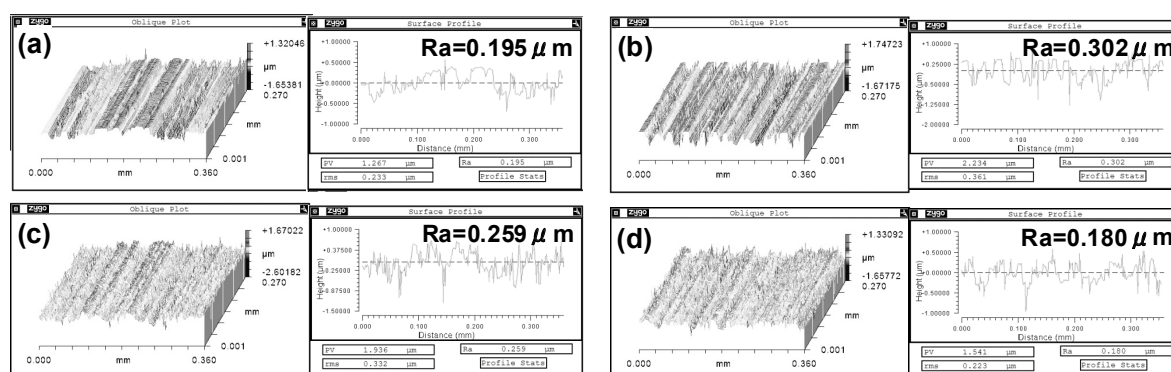 zygo Oblique Plot
(a)
+1.32046
μm
-1.65381
0.270
mm
0.001
0.000 mm 0.360
Surface Profile
Ra=0.195μm
+1.00000
+0.50000
0.00000
-0.50000
-1.00000
Height (μm)
0.000 0.100 0.200 0.300
Distance (mm)
PV 1.267 μm
Ra 0.195 μm
rms 0.233 μm
Profile Stats
zygo Oblique Plot
(b)
+1.74723
μm
-1.67175
0.270
mm
0.001
0.000 mm 0.360
Surface Profile
Ra=0.302μm
+1.00000
+0.25000
-0.50000
-1.25000
-2.00000
Height (μm)
0.000 0.100 0.200 0.300
Distance (mm)
PV 2.234 μm
Ra 0.302 μm
rms 0.361 μm
Profile Stats
zygo Oblique Plot
(c)
+1.67022
μm
-2.60182
0.270
mm
0.001
0.000 mm 0.360
Surface Profile
Ra=0.259μm
+1.00000
+0.37500
-0.25000
-0.87500
-1.50000
Height (μm)
0.000 0.100 0.200 0.300
Distance (mm)
PV 1.936 μm
Ra 0.259 μm
rms 0.332 μm
Profile Stats
zygo Oblique Plot
(d)
+1.33092
μm
-1.65772
0.270
mm
0.001
0.000 mm 0.360
Surface Profile
Ra=0.180μm
+1.00000
+0.50000
0.00000
-0.50000
-1.00000
Height (μm)
0.000 0.100 0.200 0.300
Distance (mm)
PV 1.541 μm
Ra 0.180 μm
rms 0.223 μm
Profile Stats